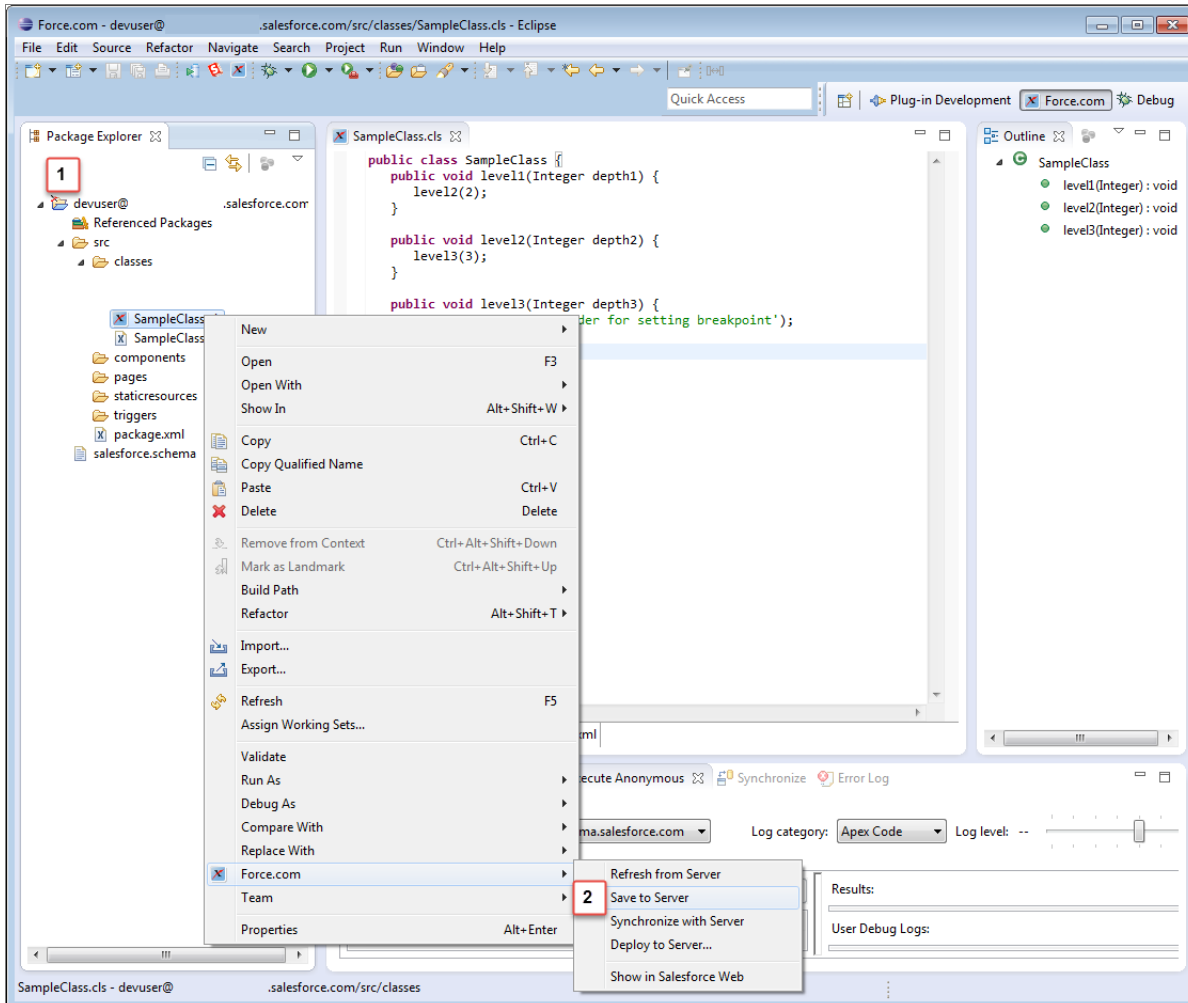 Force.com - devuser@ .salesforce.com/src/classes/SampleClass.cls - Eclipse
File Edit Source Refactor Navigate Search Project Run Window Help
Quick Access
Plug-in Development
Force.com
Debug
Package Explorer
1
devuser@ .salesforce.com
Referenced Packages
src
classes
SampleClass
SampleClass
components
pages
staticresources
triggers
package.xml
salesforce.schema
SampleClass.cls
public class SampleClass {
public void level1(Integer depth1) {
level2(2);
}
public void level2(Integer depth2) {
level3(3);
}
public void level3(Integer depth3) {
der for setting breakpoint');
ml
Outline
SampleClass
level1(Integer) : void
level2(Integer) : void
level3(Integer) : void
New
Open F3
Open With
Show In Alt+Shift+W
Copy Ctrl+C
Copy Qualified Name
Paste Ctrl+V
Delete Delete
Remove from Context Ctrl+Alt+Shift+Down
Mark as Landmark Ctrl+Alt+Shift+Up
Build Path
Refactor Alt+Shift+T
Import...
Export...
Refresh F5
Assign Working Sets...
Validate
Run As
Debug As
Compare With
Replace With
Force.com
Team
Properties Alt+Enter
ecute Anonymous
Synchronize
Error Log
ma.salesforce.com
Log category: Apex Code
Log level: --
Refresh from Server
2 Save to Server
Synchronize with Server
Deploy to Server...
Show in Salesforce Web
Results:
User Debug Logs:
SampleClass.cls - devuser@ .salesforce.com/src/classes